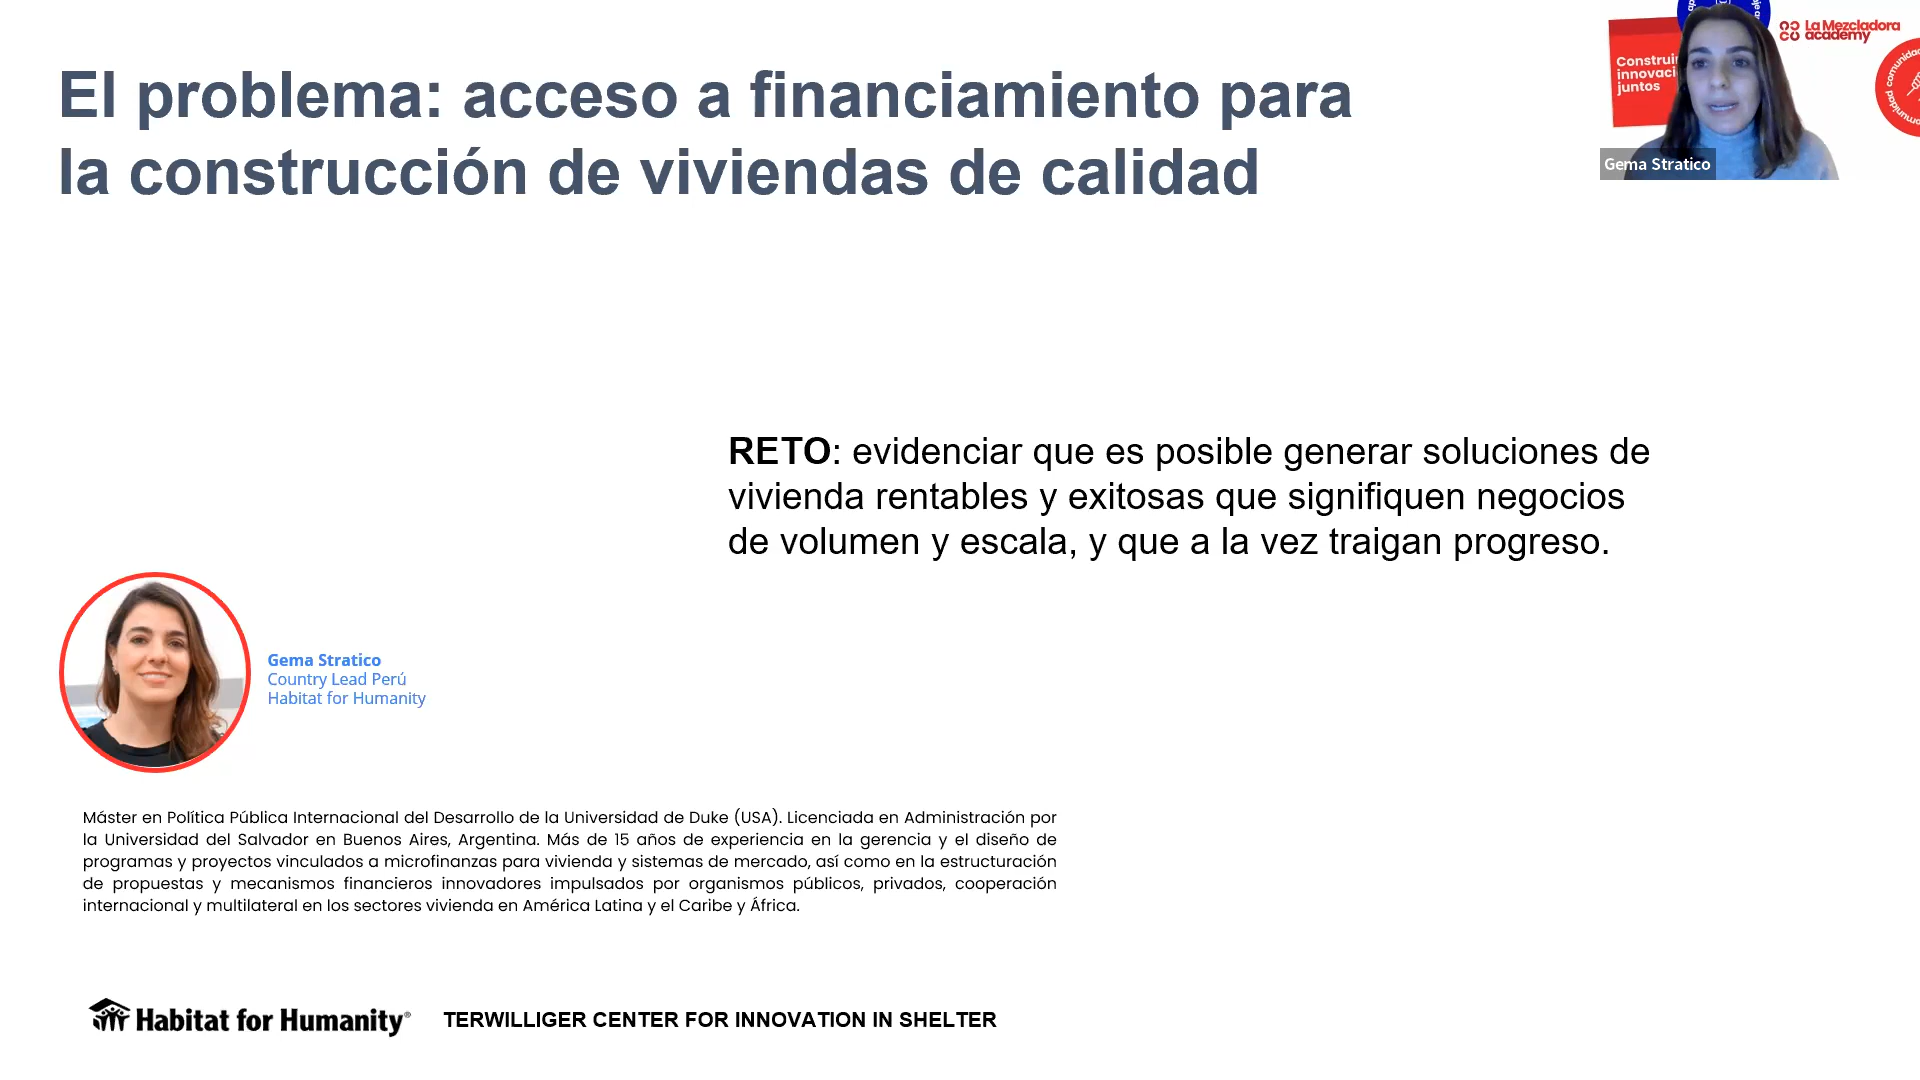 El problema: acceso a financiamiento para
la construcción de viviendas de calidad
Construir
innovaci
juntos
La Mezcladora
academy
comunidad
Gema Stratico
RETO: evidenciar que es posible generar soluciones de
vivienda rentables y exitosas que signifiquen negocios
de volumen y escala, y que a la vez traigan progreso.
Gema Stratico
Country Lead Perú
Habitat for Humanity
Máster en Política Pública Internacional del Desarrollo de la Universidad de Duke (USA). Licenciada en Administración por
la Universidad del Salvador en Buenos Aires, Argentina. Más de 15 años de experiencia en la gerencia y el diseño de
programas y proyectos vinculados a microfinanzas para vivienda y sistemas de mercado, así como en la estructuración
de propuestas y mecanismos financieros innovadores impulsados por organismos públicos, privados, cooperación
internacional y multilateral en los sectores vivienda en América Latina y el Caribe y África.
Habitat for Humanity®
TERWILLIGER CENTER FOR INNOVATION IN SHELTER